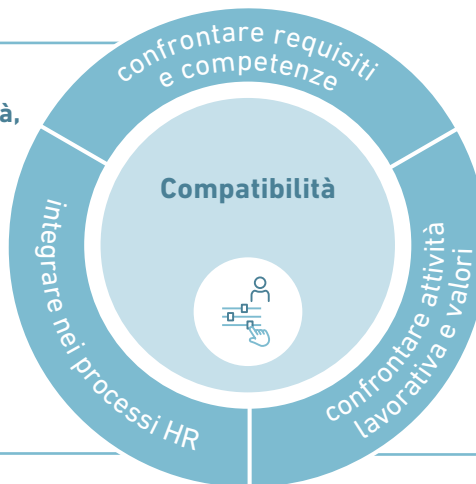 confrontare requisiti
e competenze
à,
Compatibilità
integrare nei processi HR
confrontare attività
lavorativa e valori